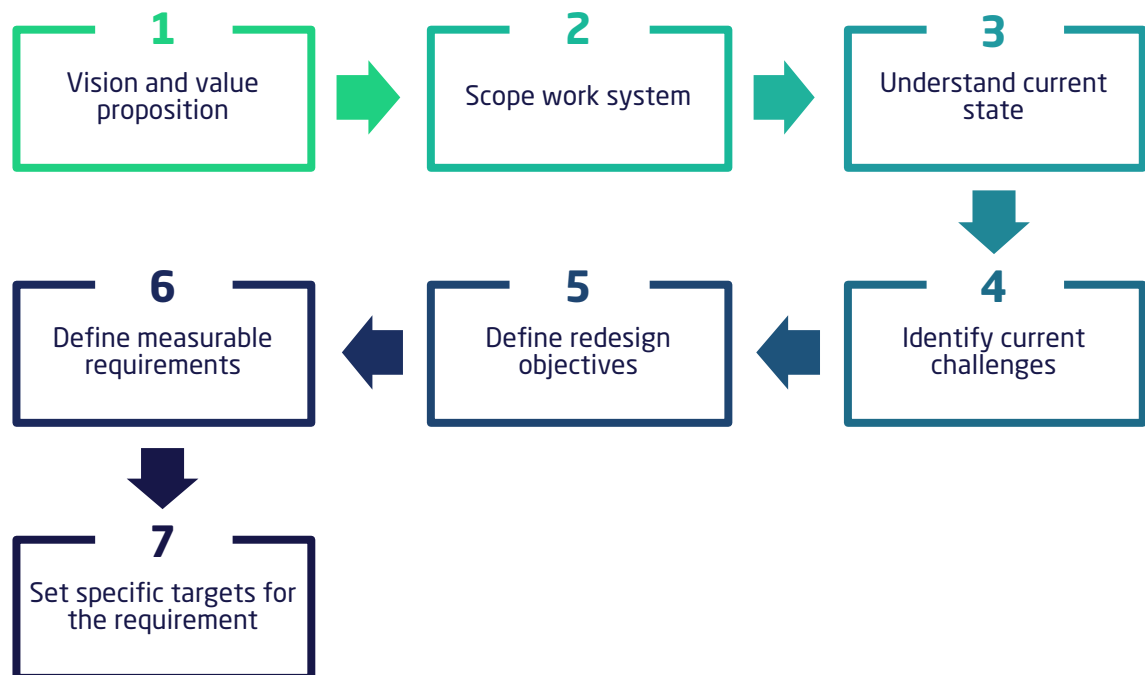 1
Vision and value
proposition
2
Scope work system
3
Understand current
state
4
Identify current
challenges
5
Define redesign
objectives
6
Define measurable
requirements
7
Set specific targets for
the requirement